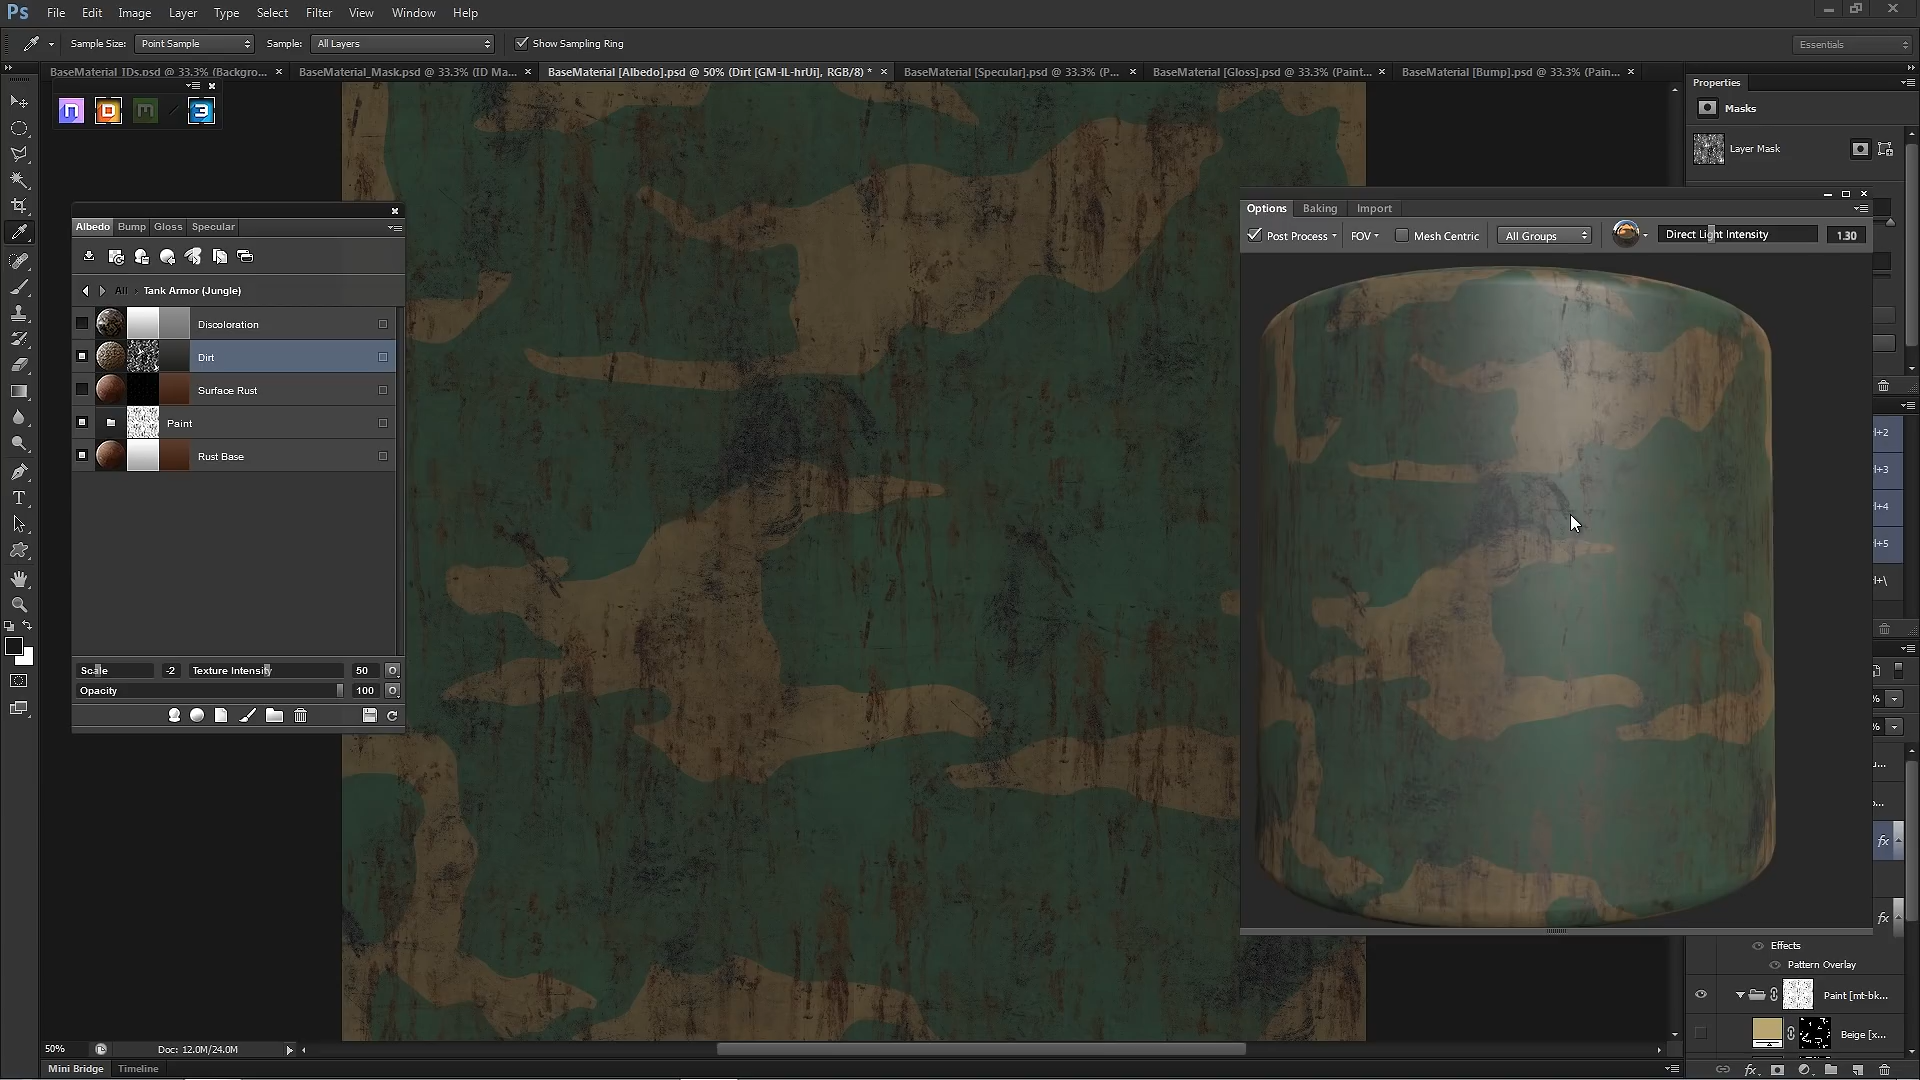 Ps File Edit Image Layer Type Select Filter View Window Help
Sample Size: Point Sample Sample: All Layers Show Sampling Ring Essentials
BaseMaterial_IDs.psd @ 33.3% (Backgro... × BaseMaterial_Mask.psd @ 33.3% (ID Ma... × BaseMaterial [Albedo].psd @ 50% (Dirt [GM-IL-hrUi], RGB/8) * × BaseMaterial [Specular].psd @ 33.3% (P... × BaseMaterial [Gloss].psd @ 33.3% (Paint... × BaseMaterial [Bump].psd @ 33.3% (Pain... ×
Properties
Masks
Layer Mask
Albedo Bump Gloss Specular
All › Tank Armor (Jungle)
Discoloration
Dirt
Surface Rust
Paint
Rust Base
Scale -2 Texture Intensity 50
Opacity 100
Options Baking Import
Post Process FOV Mesh Centric All Groups Direct Light Intensity 1.30
l+2
l+3
l+4
l+5
l+\
%
%
u...
o...
fx
fx
Effects
Pattern Overlay
Paint [mt-bk...
Beige [x...
50% Doc: 12.0M/24.0M
Mini Bridge Timeline